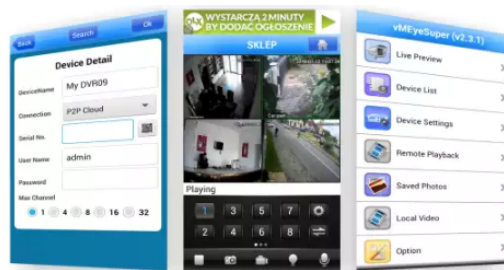 Back
Search
Ok
Device Detail
DeviceName
My DVR09
Connection
P2P Cloud
Serial No.
User Name
admin
Password
Max Channel
1 4 8 16 32
OLX
WYSTARCZĄ 2 MINUTY
BY DODAĆ OGŁOSZENIE
SKLEP
Playing
1 3 5 7
2 4 6 8
vMEyeSuper (v2.3.1)
Live Preview
Device List
Device Settings
Remote Playback
Saved Photos
Local Video
Option